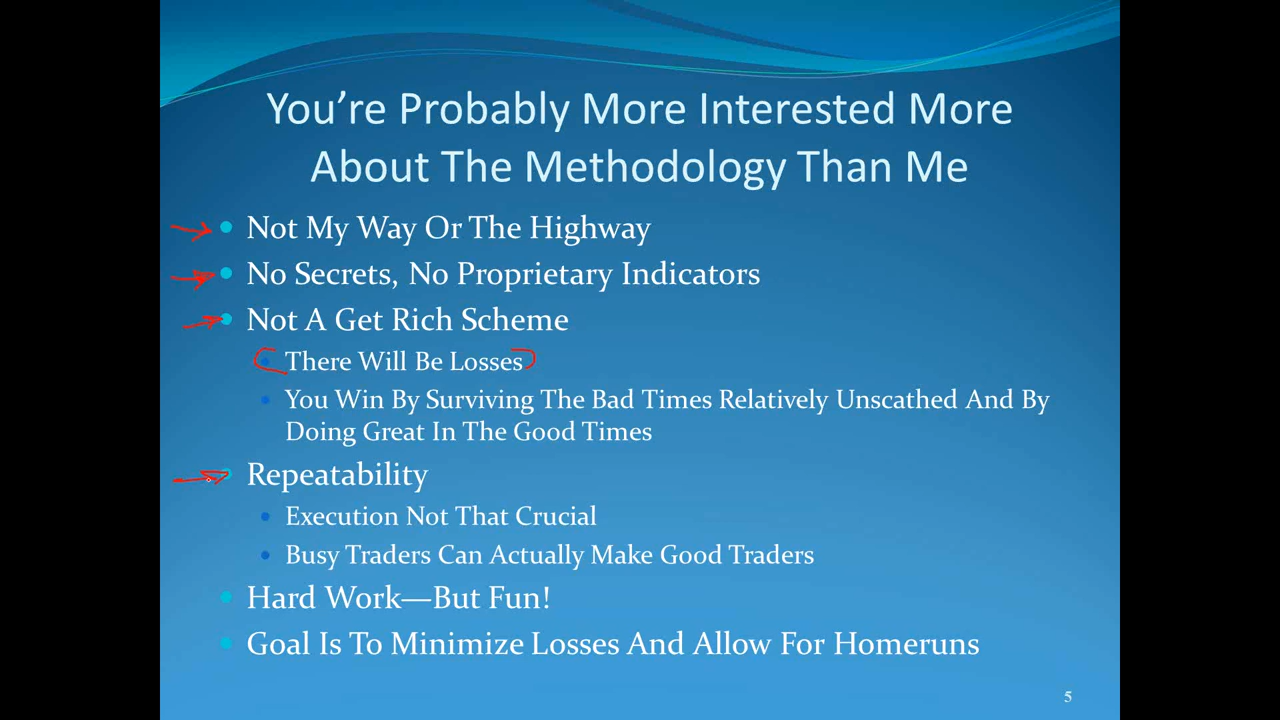 You're Probably More Interested More
About The Methodology Than Me
Not My Way Or The Highway
No Secrets, No Proprietary Indicators
Not A Get Rich Scheme
There Will Be Losses
You Win By Surviving The Bad Times Relatively Unscathed And By
Doing Great In The Good Times
Repeatability
Execution Not That Crucial
Busy Traders Can Actually Make Good Traders
Hard Work—But Fun!
Goal Is To Minimize Losses And Allow For Homeruns
5